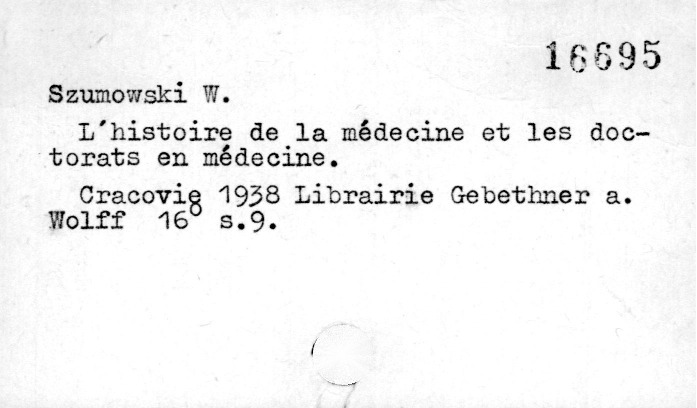 16695
Szumowski W.
L'histoire de la médecine et les doc-
torats en médecine.
Cracovie 1938 Librairie Gebethner a.
Wolff 16° s.9.